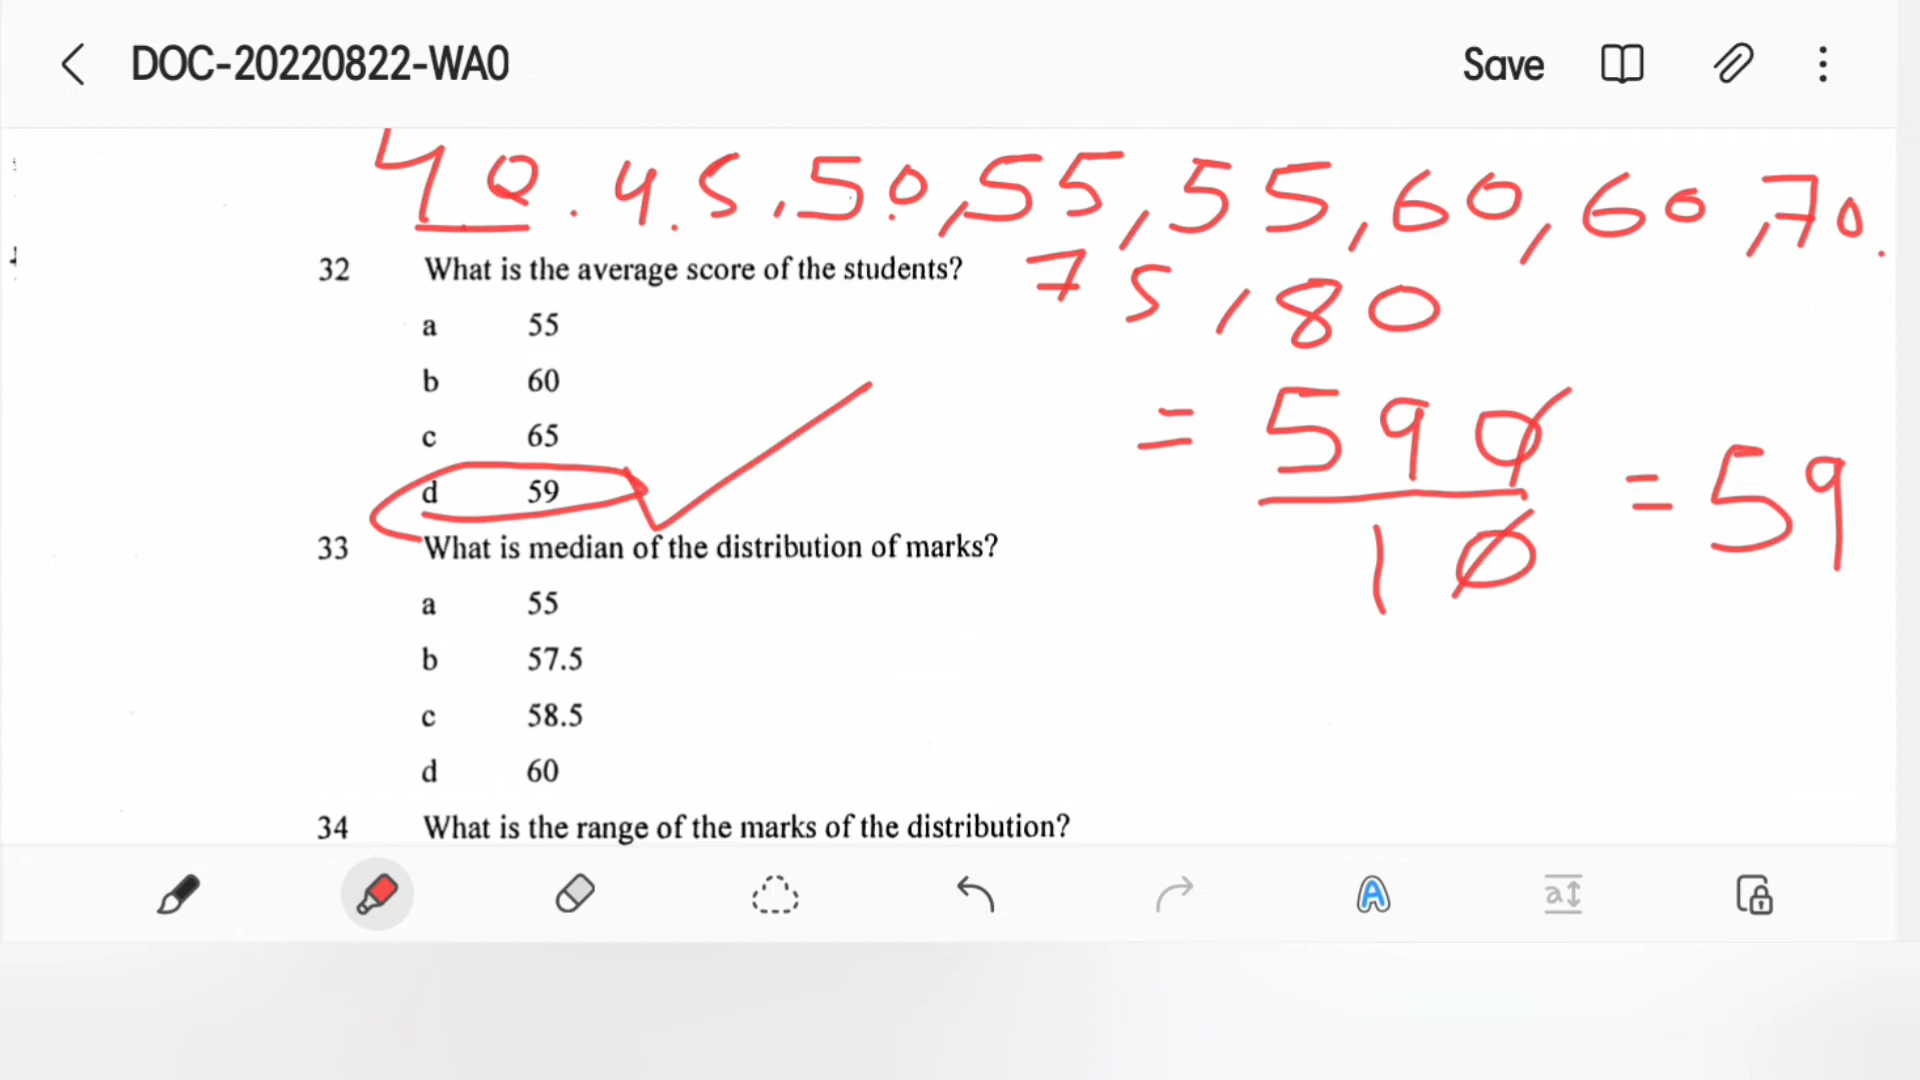 DOC-20220822-WA0
Save
40.45,50,55,55,60,60,70.
32 What is the average score of the students?
75,80
a 55
b 60
c 65
d 59
= 590 = 59
10
33 What is median of the distribution of marks?
a 55
b 57.5
c 58.5
d 60
34 What is the range of the marks of the distribution?
A
a